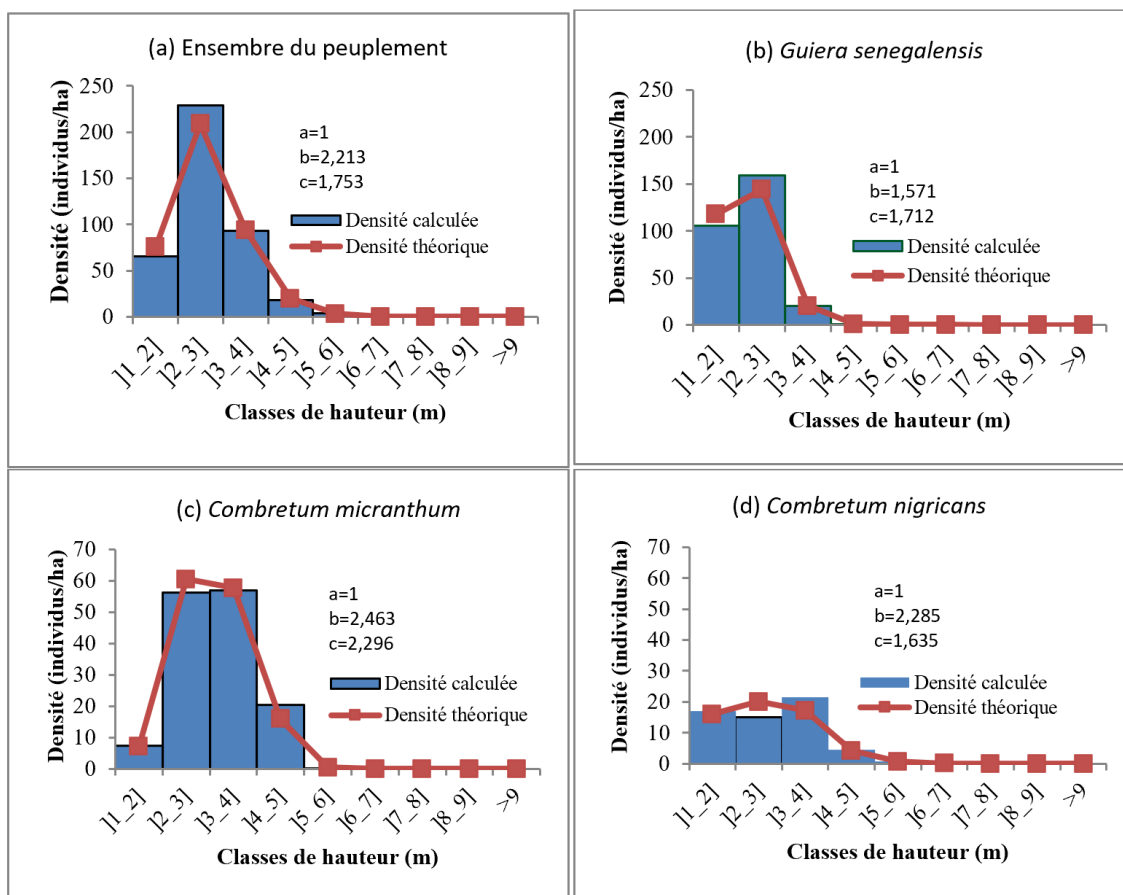 (a) Ensembre du peuplement
Densité (individus/ha)
250
200
150
100
50
0
a=1
b=2,213
c=1,753
Densité calculée
Densité théorique
]1_2]
]2_3]
]3_4]
]4_5]
]5_6]
]6_7]
]7_8]
]8_9]
>9
Classes de hauteur (m)
(b) Guiera senegalensis
Densité (individus/ha)
250
200
150
100
50
0
a=1
b=1,571
c=1,712
Densité calculée
Densité théorique
]1_2]
]2_3]
]3_4]
]4_5]
]5_6]
]6_7]
]7_8]
]8_9]
>9
Classes de hauteur (m)
(c) Combretum micranthum
Densité (individus/ha)
70
60
50
40
30
20
10
0
a=1
b=2,463
c=2,296
Densité calculée
Densité théorique
]1_2]
]2_3]
]3_4]
]4_5]
]5_6]
]6_7]
]7_8]
]8_9]
>9
Classes de hauteur (m)
(d) Combretum nigricans
Densité (individus/ha)
70
60
50
40
30
20
10
0
a=1
b=2,285
c=1,635
Densité calculée
Densité théorique
]1_2]
]2_3]
]3_4]
]4_5]
]5_6]
]6_7]
]7_8]
]8_9]
>9
Classes de hauteur (m)